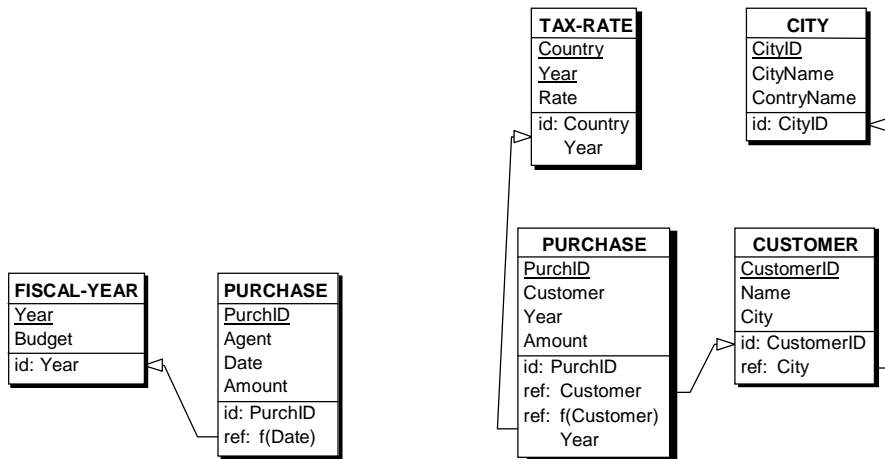 TAX-RATE
Country
Year
Rate
id: Country
Year
CITY
CityID
CityName
ContryName
id: CityID
FISCAL-YEAR
Year
Budget
id: Year
PURCHASE
PurchID
Agent
Date
Amount
id: PurchID
ref: f(Date)
PURCHASE
PurchID
Customer
Year
Amount
id: PurchID
ref: Customer
ref: f(Customer)
Year
CUSTOMER
CustomerID
Name
City
id: CustomerID
ref: City